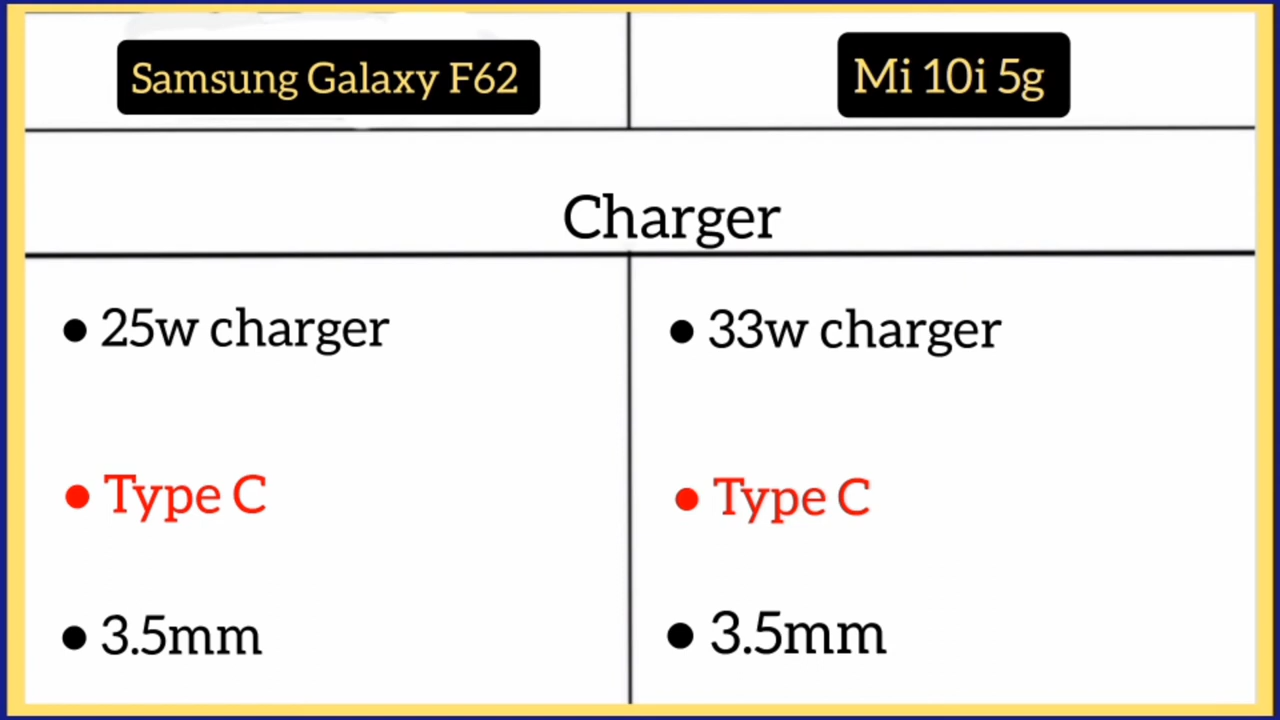 Samsung Galaxy F62
Mi 10i 5g
Charger
• 25w charger
• 33w charger
• Type C
• Type C
• 3.5mm
• 3.5mm